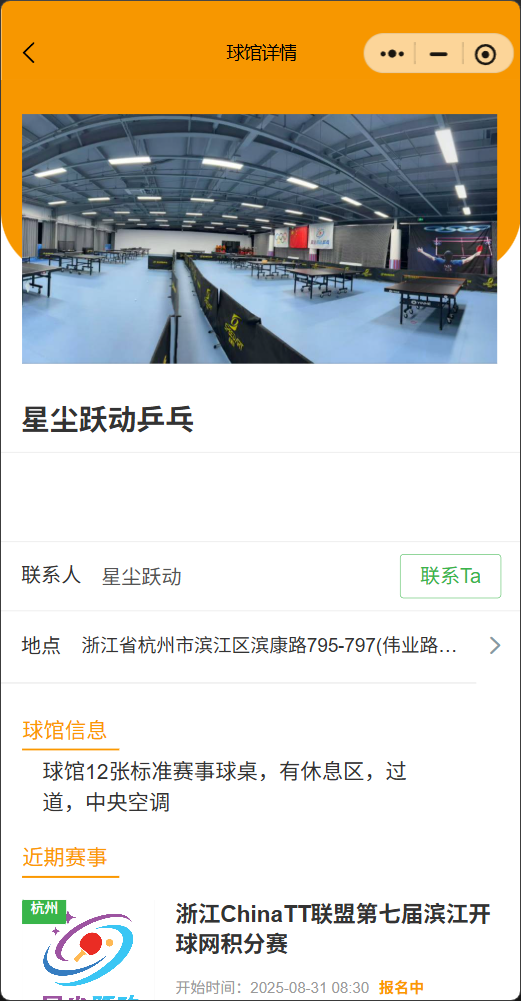 球馆详情
星尘跃动乒乓
联系人 星尘跃动 联系Ta
地点 浙江省杭州市滨江区滨康路795-797(伟业路…
球馆信息
球馆12张标准赛事球桌，有休息区，过
道，中央空调
近期赛事
杭州
浙江ChinaTT联盟第七届滨江开
球网积分赛
开始时间：2025-08-31 08:30 报名中